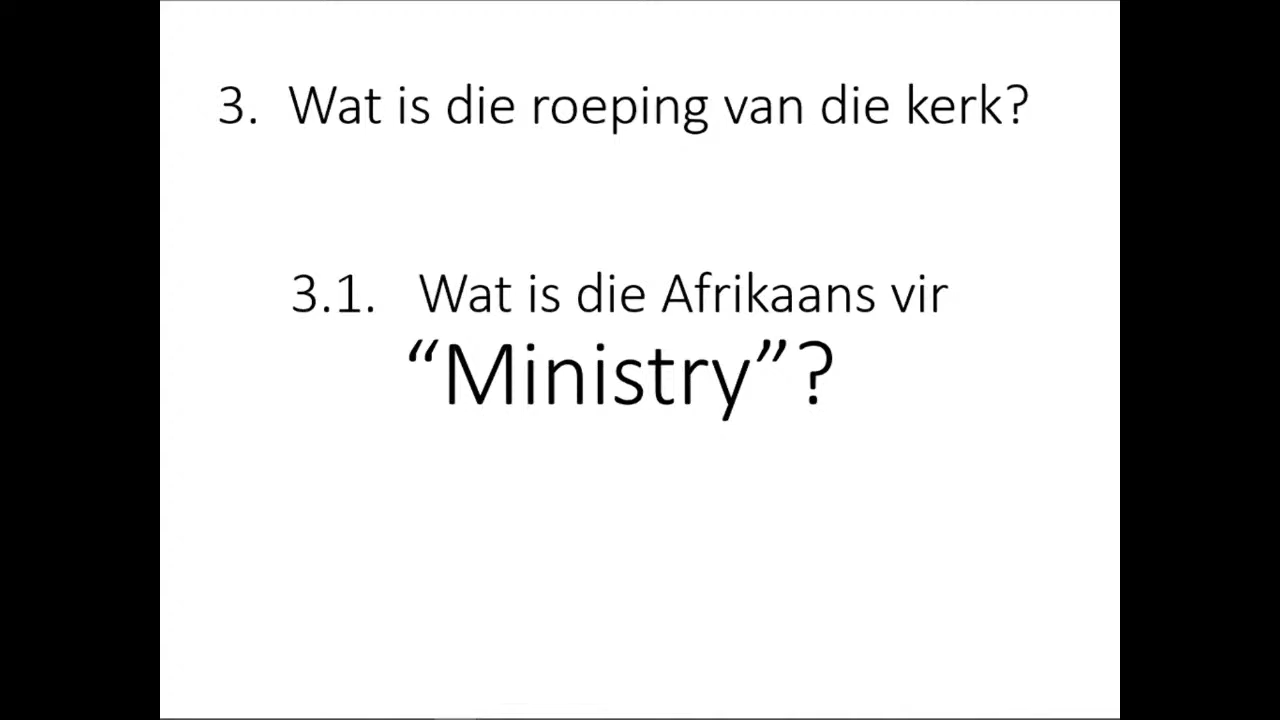 3. Wat is die roeping van die kerk?
3.1. Wat is die Afrikaans vir
“Ministry”?